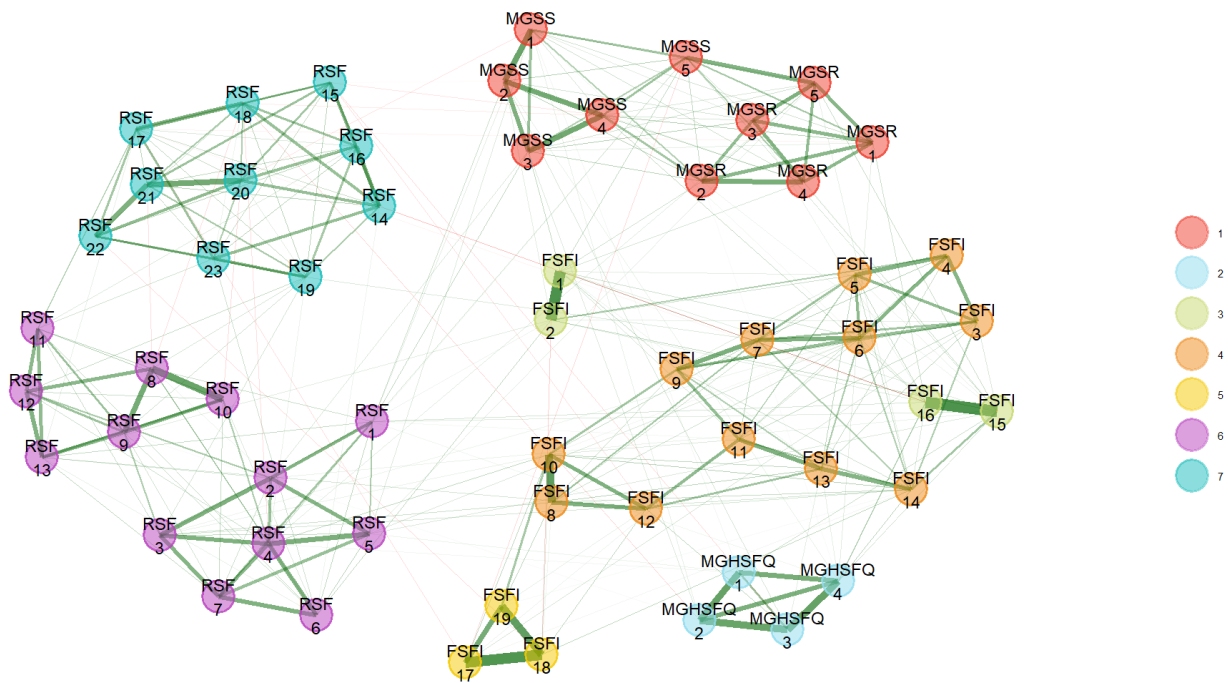 MGSS
1
MGSS
2
MGSS
3
MGSS
4
MGSS
5
MGSR
5
MGSR
3
MGSR
1
MGSR
2
MGSR
4
RSF
15
RSF
18
RSF
17
RSF
16
RSF
20
RSF
21
RSF
14
RSF
22
RSF
23
RSF
19
FSFI
1
FSFI
2
FSFI
4
FSFI
5
FSFI
3
FSFI
6
FSFI
7
FSFI
9
FSFI
16
FSFI
15
FSFI
11
FSFI
13
FSFI
14
FSFI
10
FSFI
8
FSFI
12
RSF
11
RSF
8
RSF
12
RSF
10
RSF
9
RSF
13
RSF
1
RSF
2
RSF
3
RSF
4
RSF
5
RSF
7
RSF
6
MGHSFQ
1
MGHSFQ
4
MGHSFQ
2
MGHSFQ
3
FSFI
19
FSFI
17
FSFI
18
1
2
3
4
5
6
7